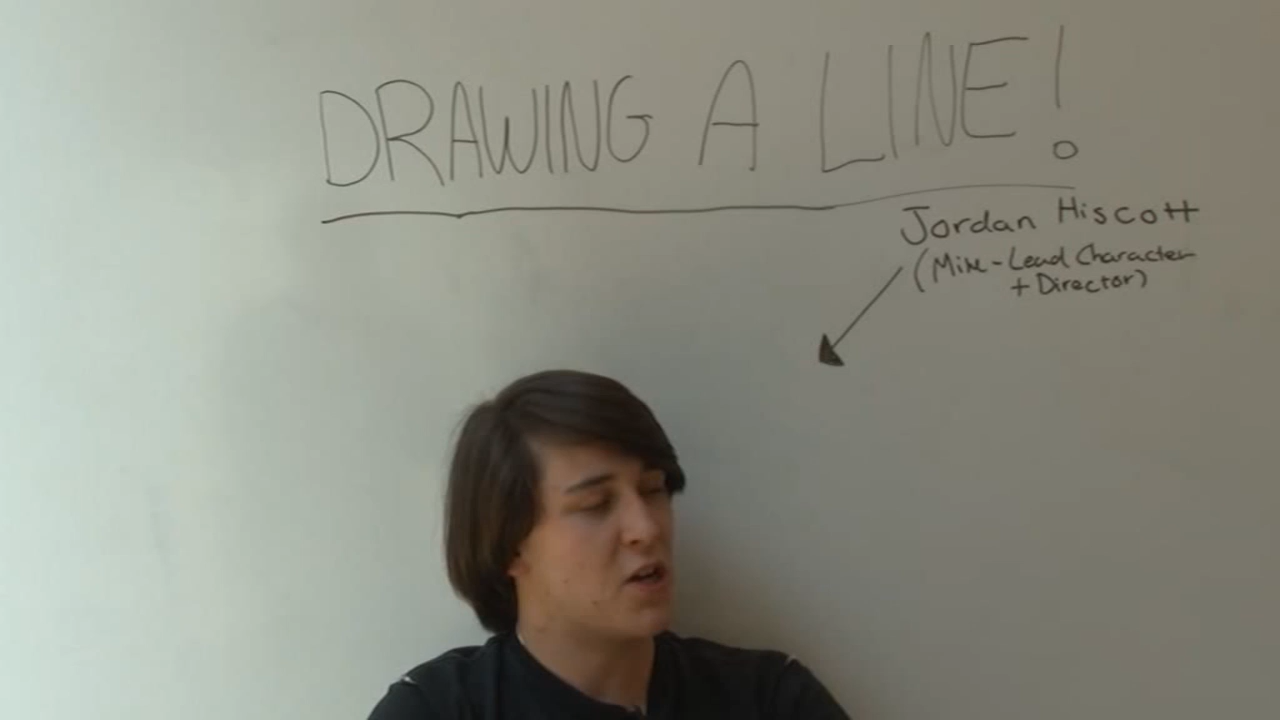 DRAWING A LINE!
Jordan Hiscott
(Mike-Lead Character
+ Director)